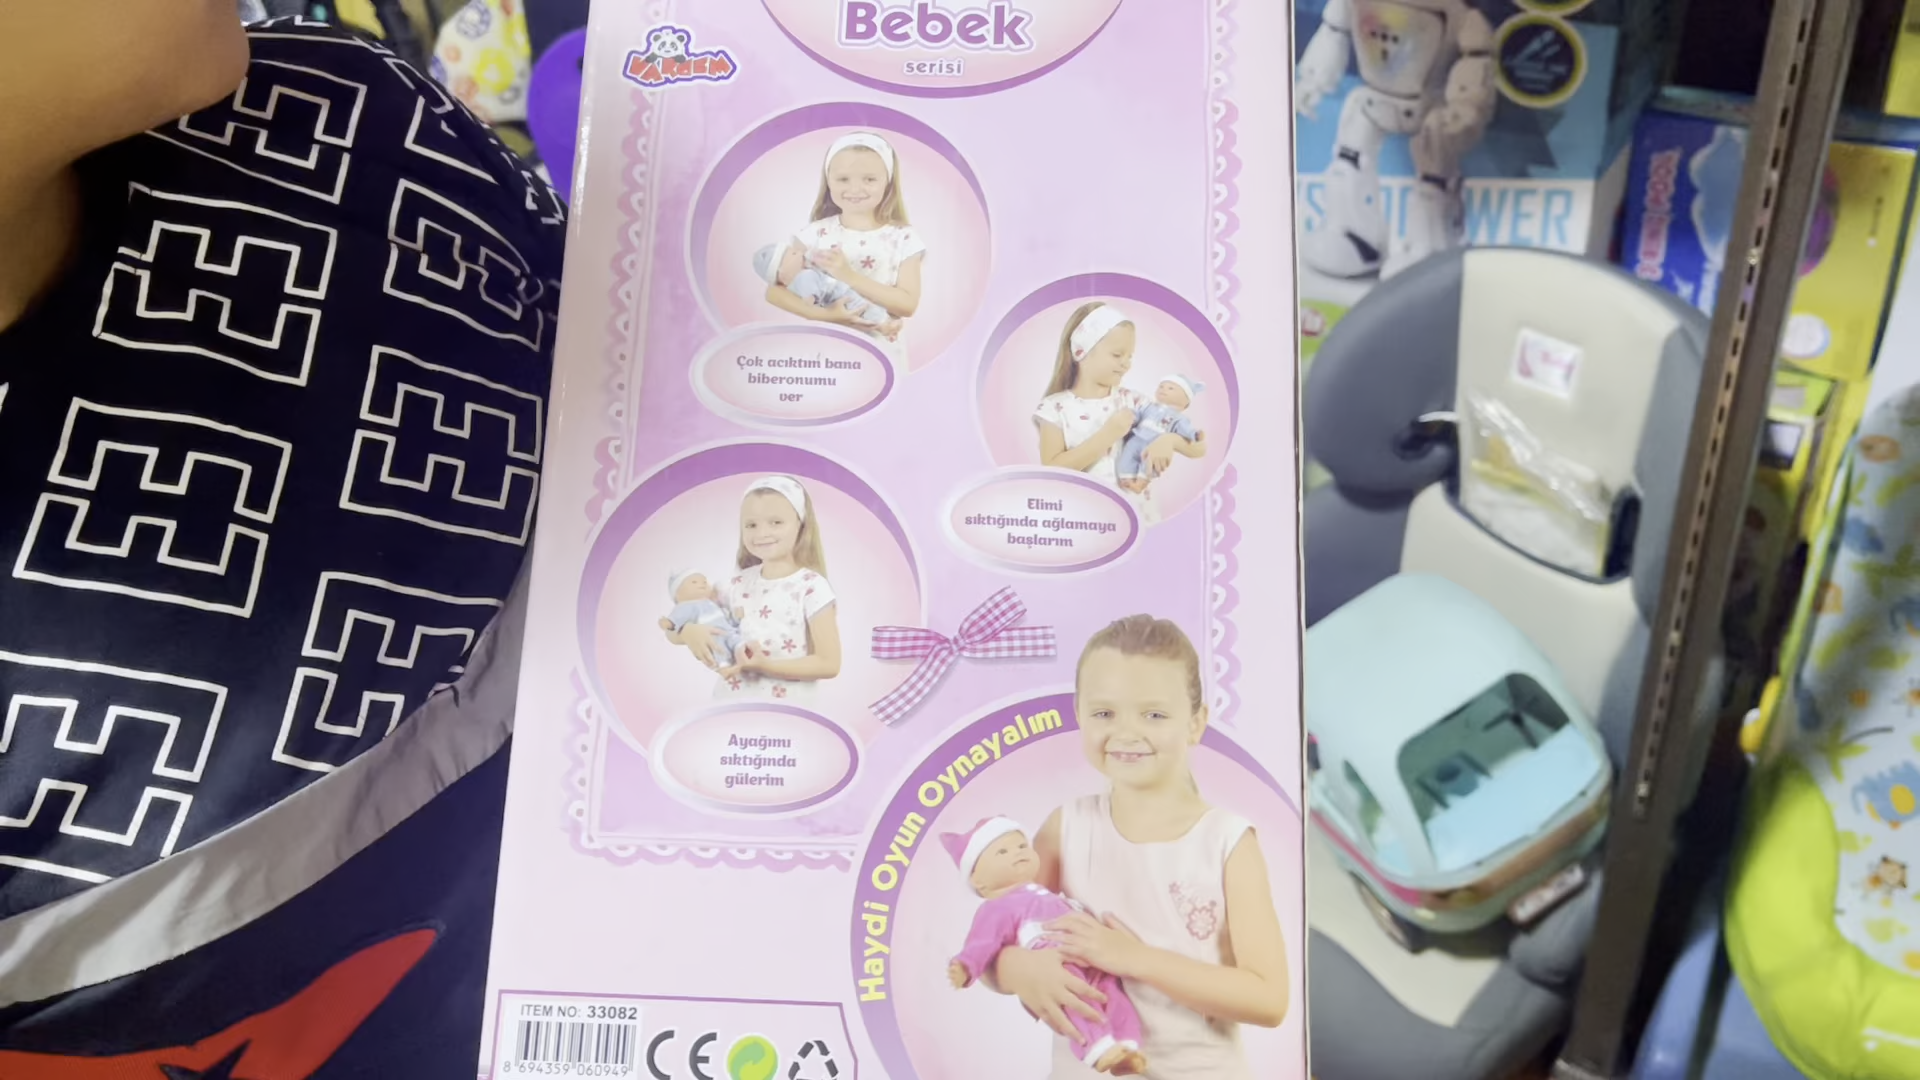 Bebek
serisi
VARDEM
Çok acıktım bana
biberonumu
ver
Elimi
sıktığında ağlamaya
başlarım
Ayağımı
sıktığında
gülerim
Haydi Oyun Oynayalım
ITEM NO: 33082
8 694359 060949
CE
WER
POOL